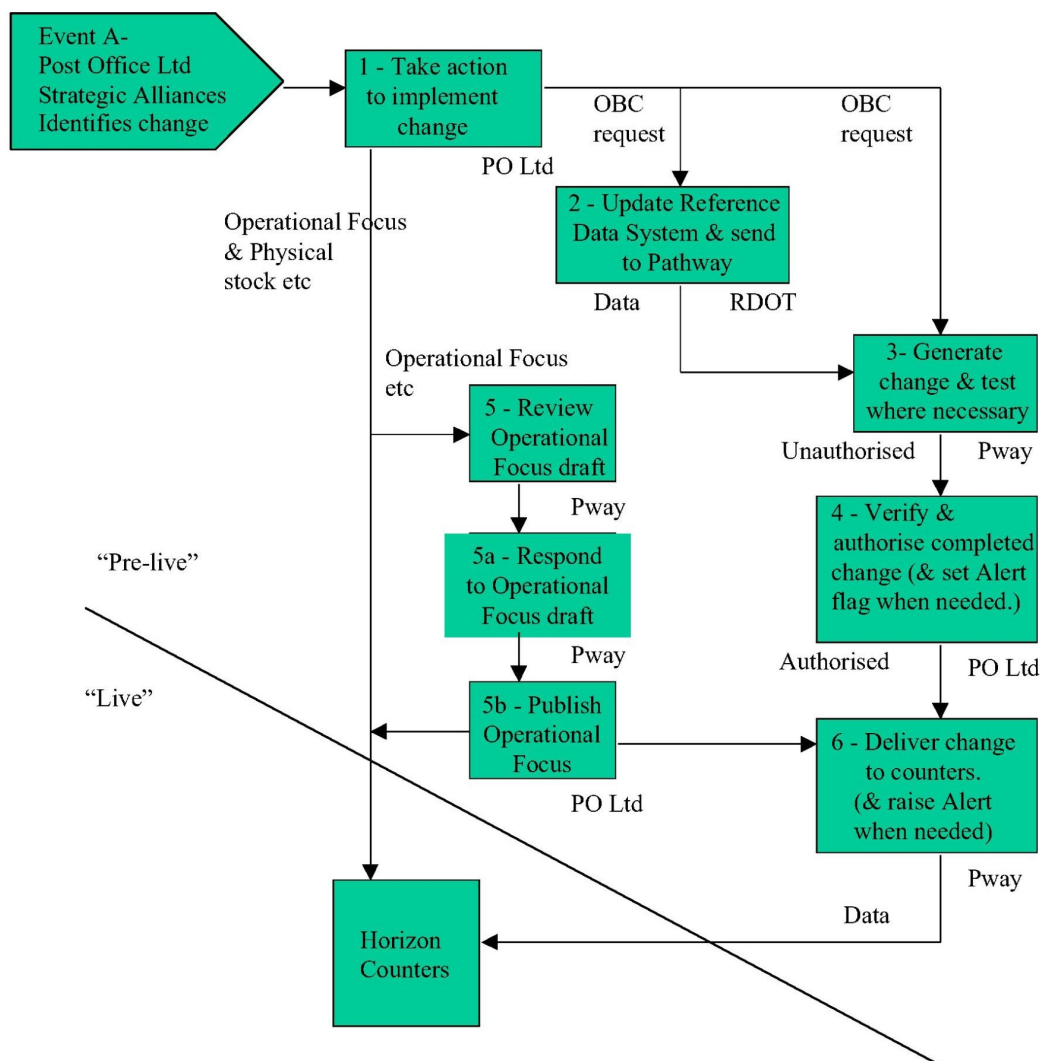 Event A-
Post Office Ltd
Strategic Alliances
Identifies change
1 - Take action
to implement
change
PO Ltd
OBC
request
OBC
request
2 - Update Reference
Data System & send
to Pathway
Data
RDOT
Operational Focus
& Physical
stock etc
3- Generate
change & test
where necessary
Unauthorised
Pway
Operational Focus
etc
5 - Review
Operational
Focus draft
Pway
4 - Verify &
authorise completed
change (& set Alert
flag when needed.)
Authorised
PO Ltd
5a - Respond
to Operational
Focus draft
Pway
“Pre-live”
“Live”
5b - Publish
Operational
Focus
PO Ltd
6 - Deliver change
to counters.
(& raise Alert
when needed)
Pway
Data
Horizon
Counters